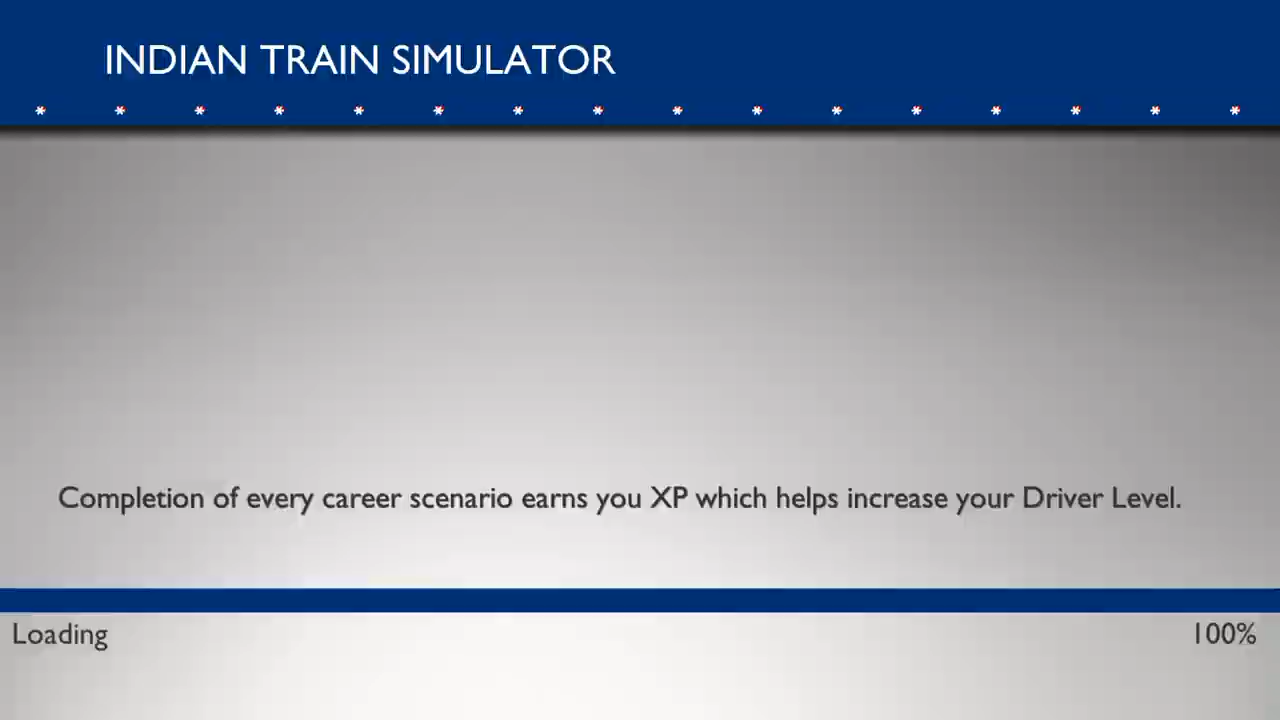 INDIAN TRAIN SIMULATOR
* * * * * * * * * * * * * * * *
Completion of every career scenario earns you XP which helps increase your Driver Level.
Loading 100%